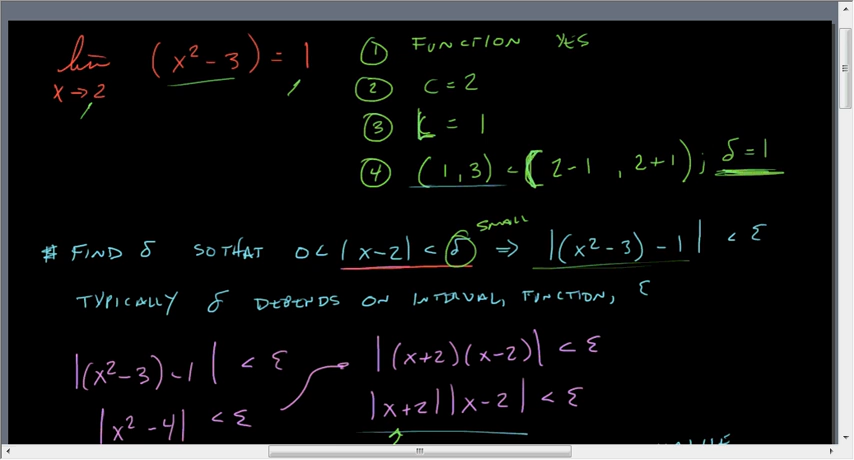 lim x→2 (x² - 3) = 1
① FUNCTION YES
② c = 2
③ L = 1
④ (1, 3) = (2-1, 2+1); δ = 1
SMALL
# FIND δ SO THAT 0 < |x-2| < δ ⇒ |(x²-3)-1| < ε
TYPICALLY δ DEPENDS ON INTERVAL, FUNCTION, ε
|(x²-3)-1| < ε
|x²-4| < ε
|(x+2)(x-2)| < ε
|x+2||x-2| < ε